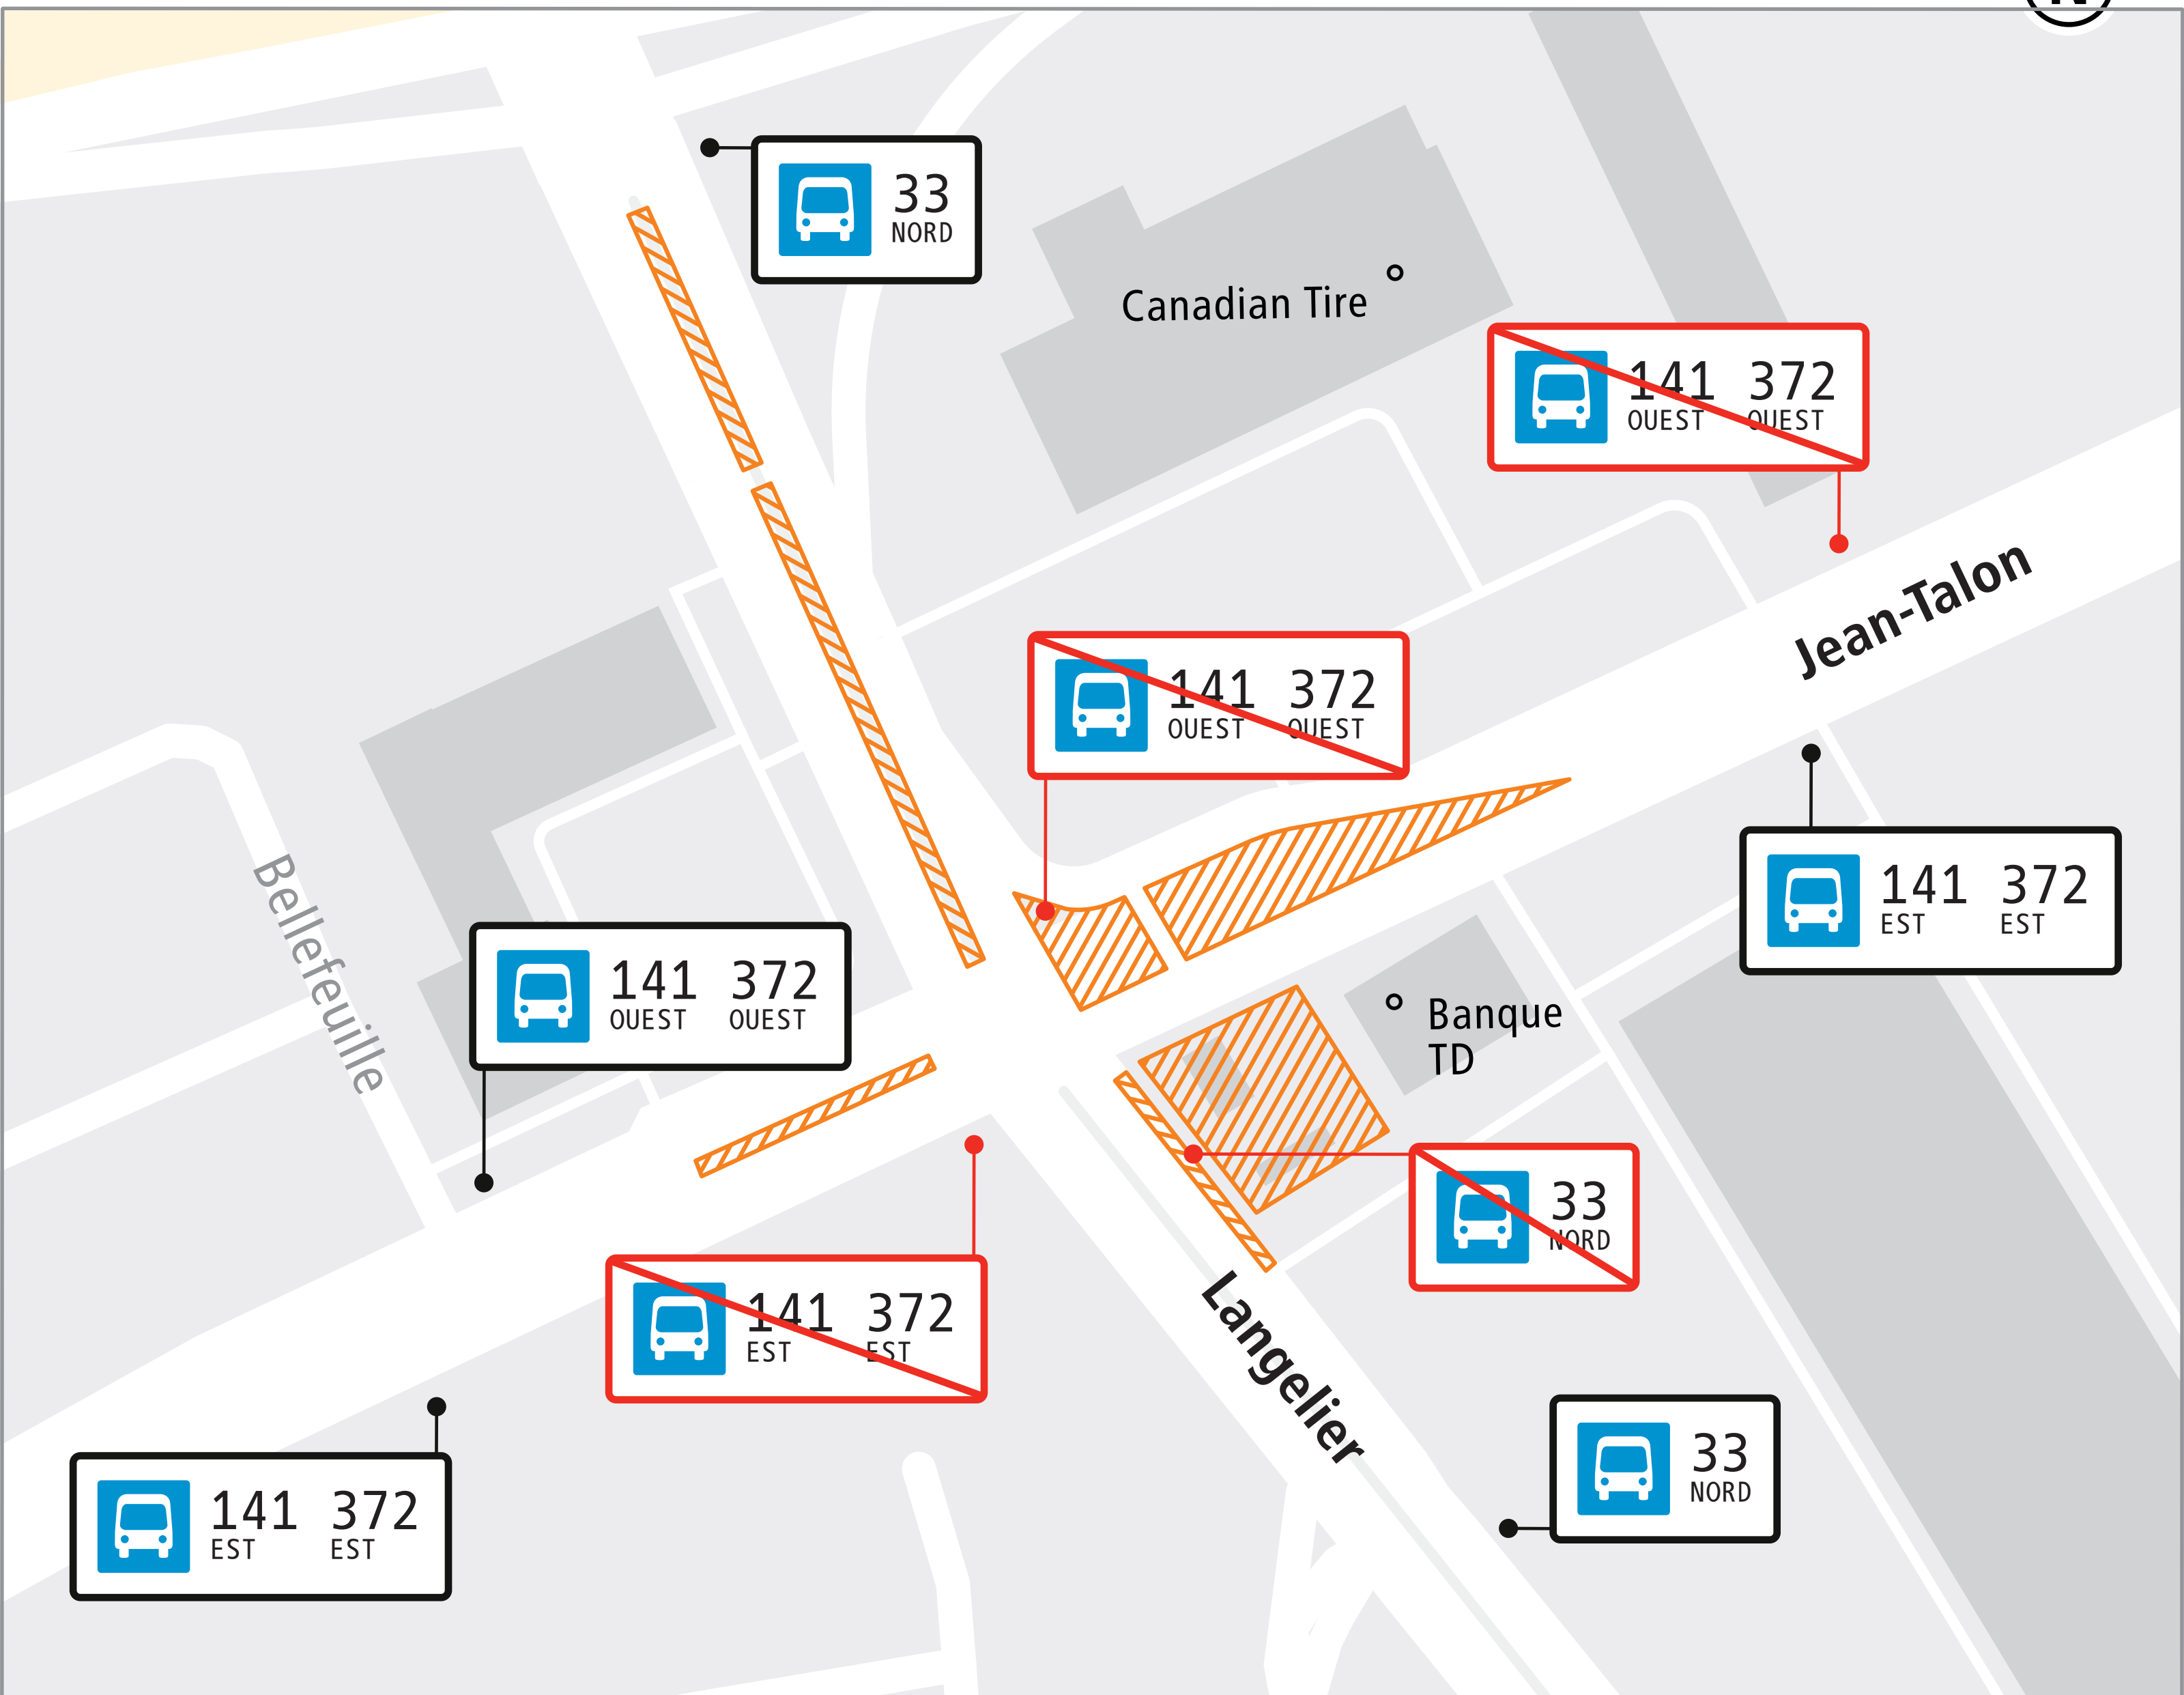 N
33
NORD
Canadian Tire
141 372
OUEST OUEST
Jean-Talon
141 372
OUEST OUEST
Bellefeuille
141 372
EST EST
141 372
OUEST OUEST
Banque
TD
33
NORD
141 372
EST EST
Langelier
33
NORD
141 372
EST EST